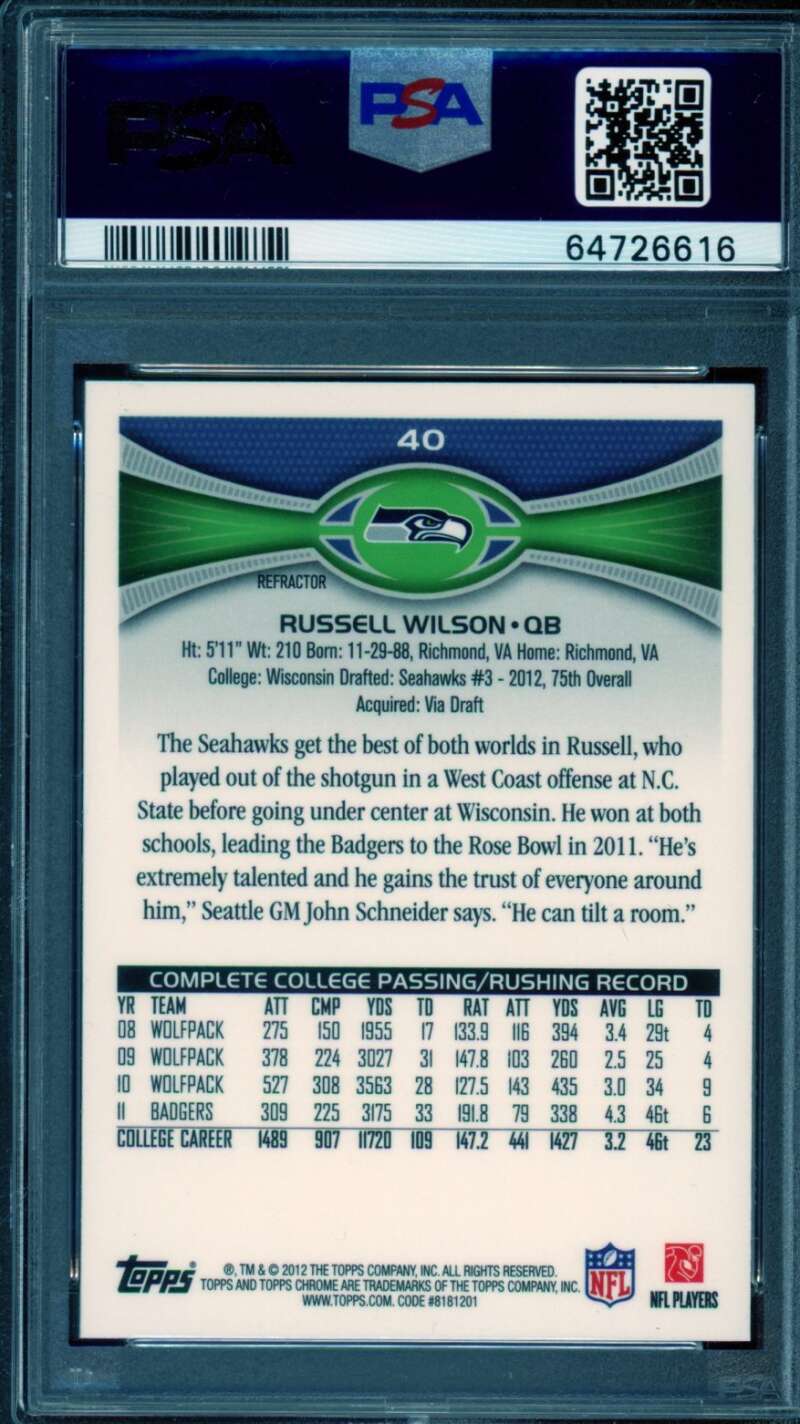 PSA
PSA
64726616
40
REFRACTOR
RUSSELL WILSON • QB
Ht: 5'11" Wt: 210 Born: 11-29-88, Richmond, VA Home: Richmond, VA
College: Wisconsin Drafted: Seahawks #3 - 2012, 75th Overall
Acquired: Via Draft
The Seahawks get the best of both worlds in Russell, who
played out of the shotgun in a West Coast offense at N.C.
State before going under center at Wisconsin. He won at both
schools, leading the Badgers to the Rose Bowl in 2011. “He’s
extremely talented and he gains the trust of everyone around
him,” Seattle GM John Schneider says. “He can tilt a room.”
COMPLETE COLLEGE PASSING/RUSHING RECORD
YR TEAM ATT CMP YDS TD RAT ATT YDS AVG LG TD
08 WOLFPACK 275 150 1955 17 133.9 116 394 3.4 29t 4
09 WOLFPACK 378 224 3027 31 147.8 103 260 2.5 25 4
10 WOLFPACK 527 308 3563 28 127.5 143 435 3.0 34 9
11 BADGERS 309 225 3175 33 191.8 79 338 4.3 46t 6
COLLEGE CAREER 1489 907 11720 109 147.2 441 1427 3.2 46t 23
topps®
®, TM & © 2012 THE TOPPS COMPANY, INC. ALL RIGHTS RESERVED.
TOPPS AND TOPPS CHROME ARE TRADEMARKS OF THE TOPPS COMPANY, INC.
WWW.TOPPS.COM. CODE #8181201
NFL
NFL PLAYERS
PSA